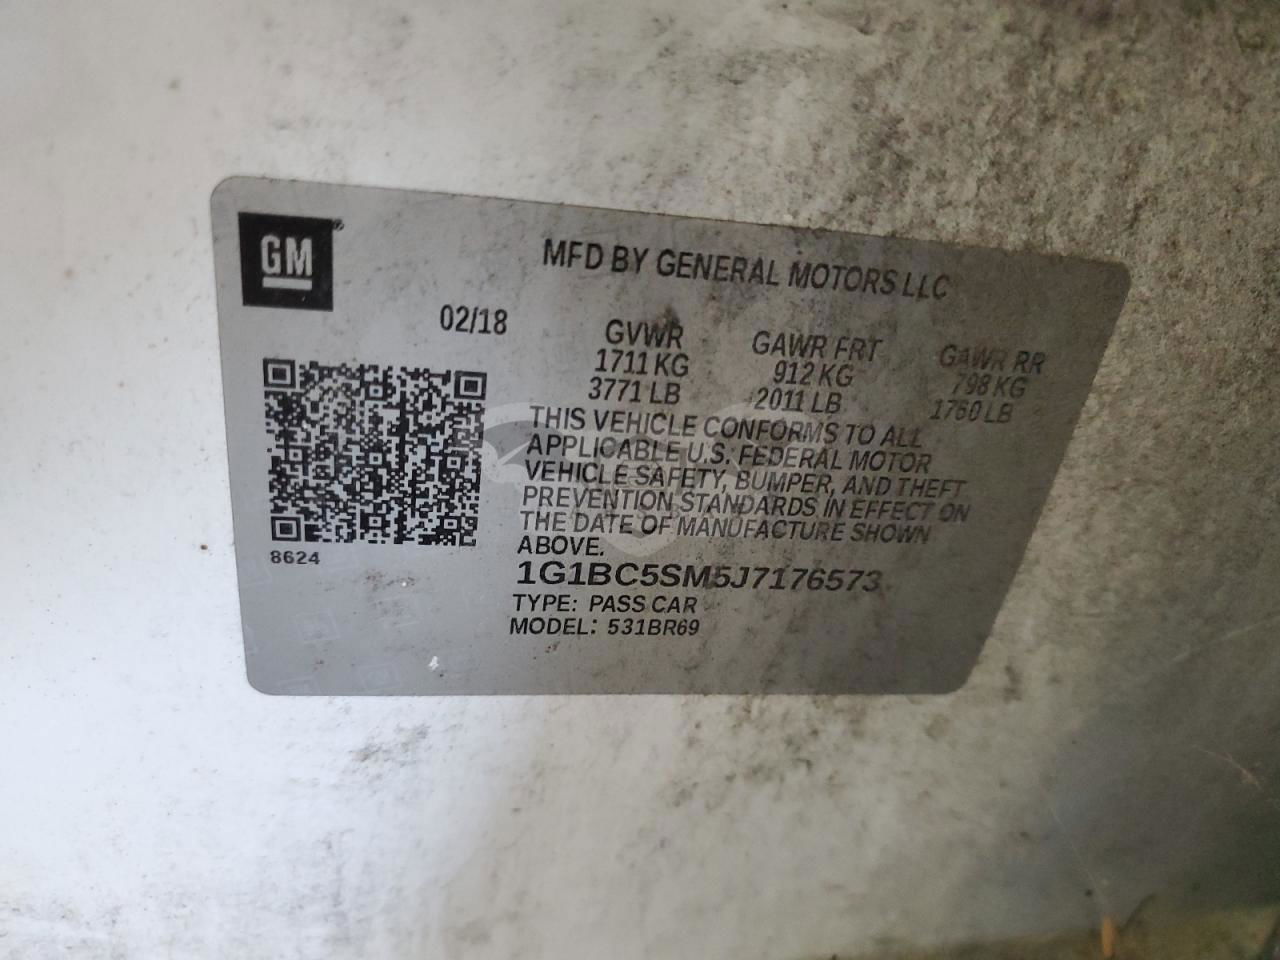 GM
MFD BY GENERAL MOTORS LLC
02/18
GVWR GAWR FRT GAWR RR
1711 KG 912 KG 798 KG
3771 LB 2011 LB 1760 LB
THIS VEHICLE CONFORMS TO ALL
APPLICABLE U.S. FEDERAL MOTOR
VEHICLE SAFETY, BUMPER, AND THEFT
PREVENTION STANDARDS IN EFFECT ON
THE DATE OF MANUFACTURE SHOWN
ABOVE.
8624
1G1BC5SM5J7176573
TYPE: PASS CAR
MODEL: 531BR69